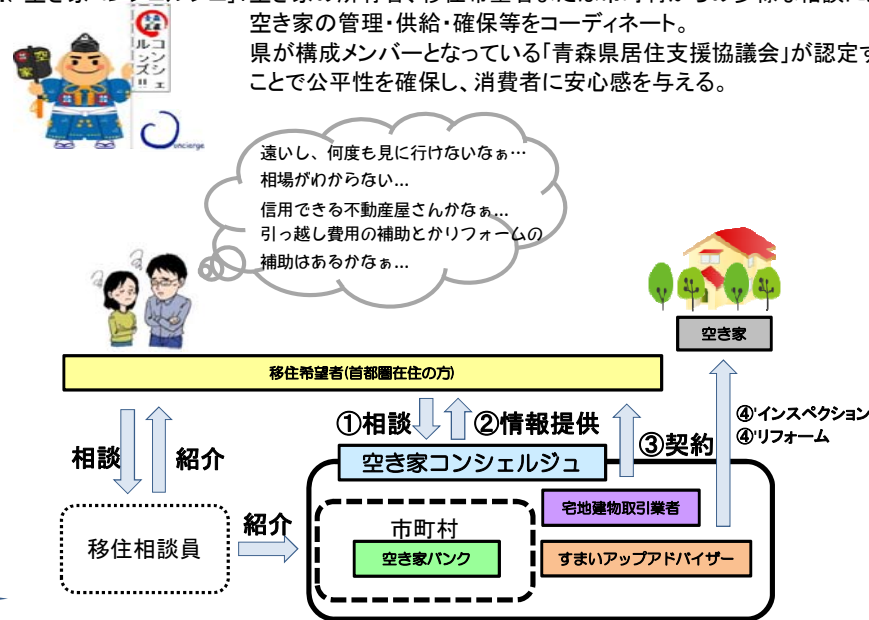 空き家の管理・供給・確保等をコーディネート。
県が構成メンバーとなっている「青森県居住支援協議会」が認定す
ことで公平性を確保し、消費者に安心感を与える。
空家
コンシェルジュ
oncierge
遠いし、何度も見に行けないなぁ…
相場がわからない…
信用できる不動産屋さんかなぁ…
引っ越し費用の補助とかリフォームの
補助はあるかなぁ…
空き家
移住希望者(首都圏在住の方)
①相談
②情報提供
③契約
④'インスペクション
④'リフォーム
相談
紹介
空き家コンシェルジュ
移住相談員
紹介
市町村
空き家バンク
宅地建物取引業者
すまいアップアドバイザー